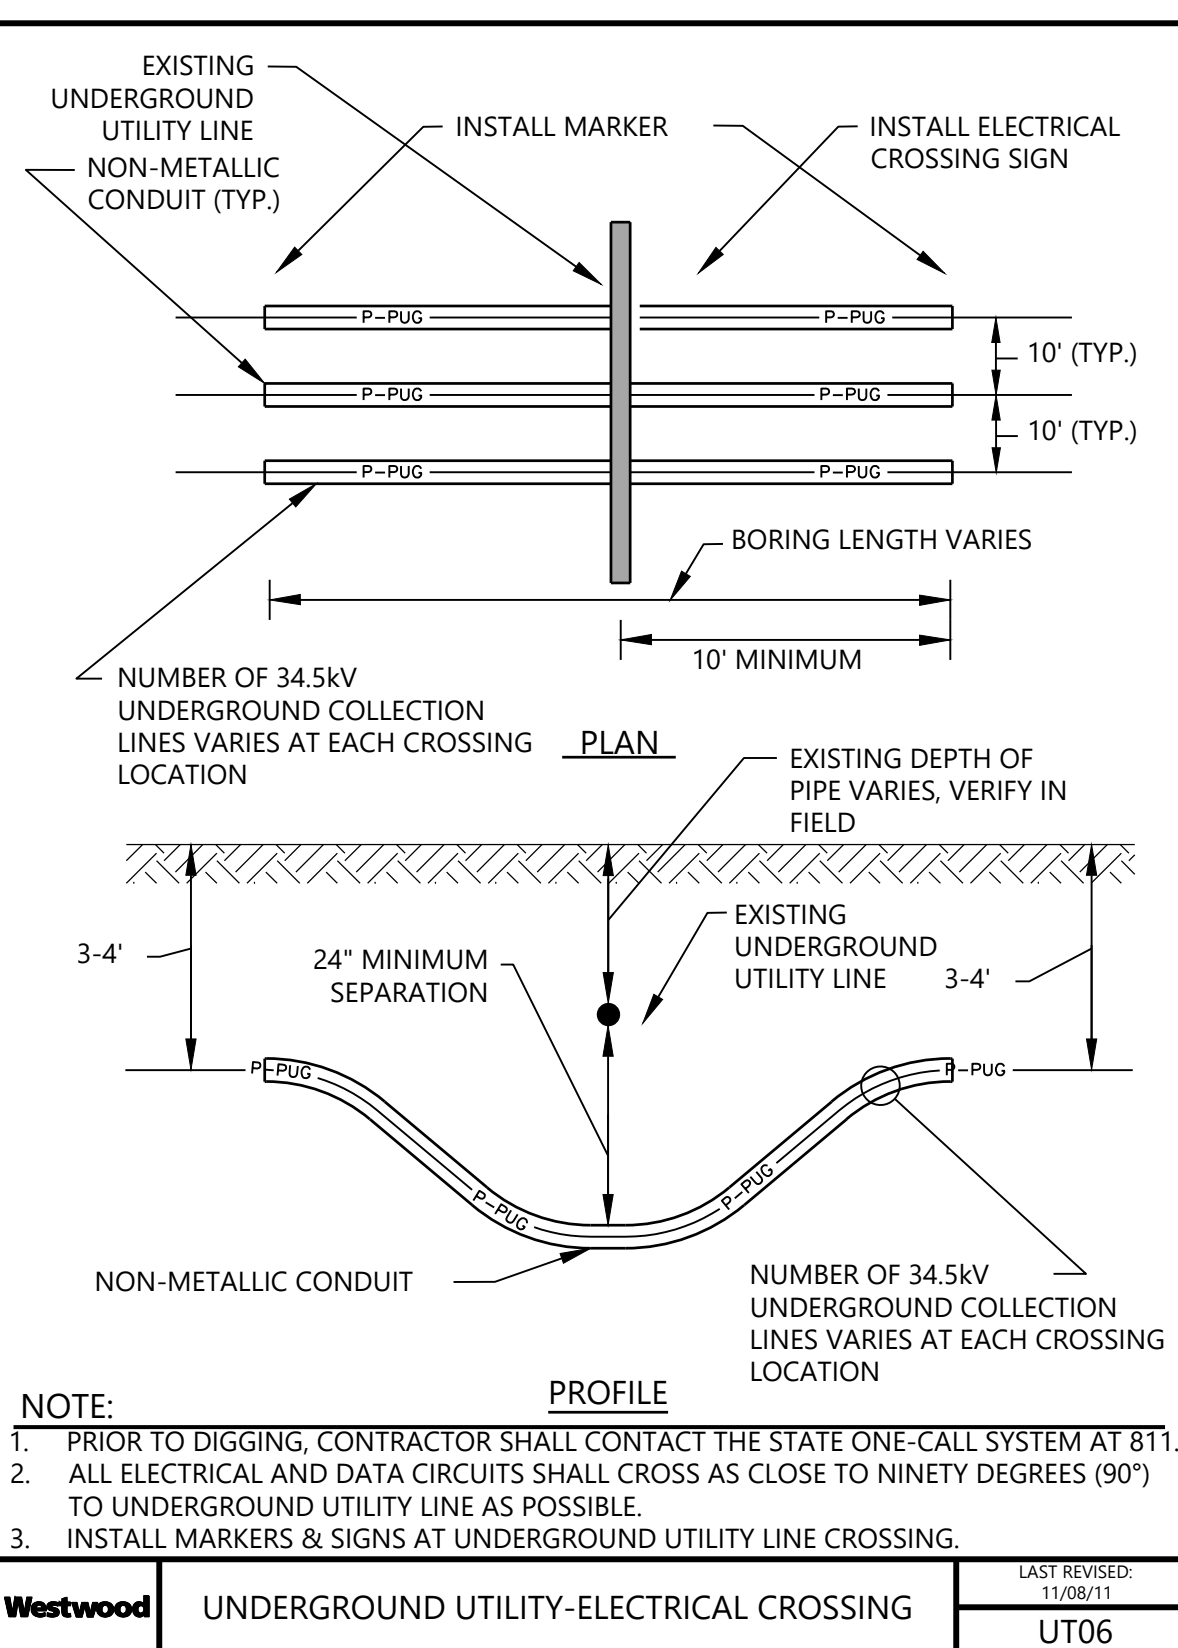 EXISTING
UNDERGROUND
UTILITY LINE
INSTALL MARKER
INSTALL ELECTRICAL
CROSSING SIGN
NON-METALLIC
CONDUIT (TYP.)
P-PUG
P-PUG
10' (TYP.)
P-PUG
P-PUG
10' (TYP.)
P-PUG
P-PUG
BORING LENGTH VARIES
10' MINIMUM
NUMBER OF 34.5kV
UNDERGROUND COLLECTION
LINES VARIES AT EACH CROSSING
LOCATION
PLAN
EXISTING DEPTH OF
PIPE VARIES, VERIFY IN
FIELD
3-4'
24" MINIMUM
SEPARATION
EXISTING
UNDERGROUND
UTILITY LINE
3-4'
P-PUG
P-PUG
P-PUG
P-PUG
NON-METALLIC CONDUIT
NUMBER OF 34.5kV
UNDERGROUND COLLECTION
LINES VARIES AT EACH CROSSING
LOCATION
PROFILE
NOTE:
1. PRIOR TO DIGGING, CONTRACTOR SHALL CONTACT THE STATE ONE-CALL SYSTEM AT 811.
2. ALL ELECTRICAL AND DATA CIRCUITS SHALL CROSS AS CLOSE TO NINETY DEGREES (90°)
TO UNDERGROUND UTILITY LINE AS POSSIBLE.
3. INSTALL MARKERS & SIGNS AT UNDERGROUND UTILITY LINE CROSSING.
Westwood
UNDERGROUND UTILITY-ELECTRICAL CROSSING
LAST REVISED:
11/08/11
UT06